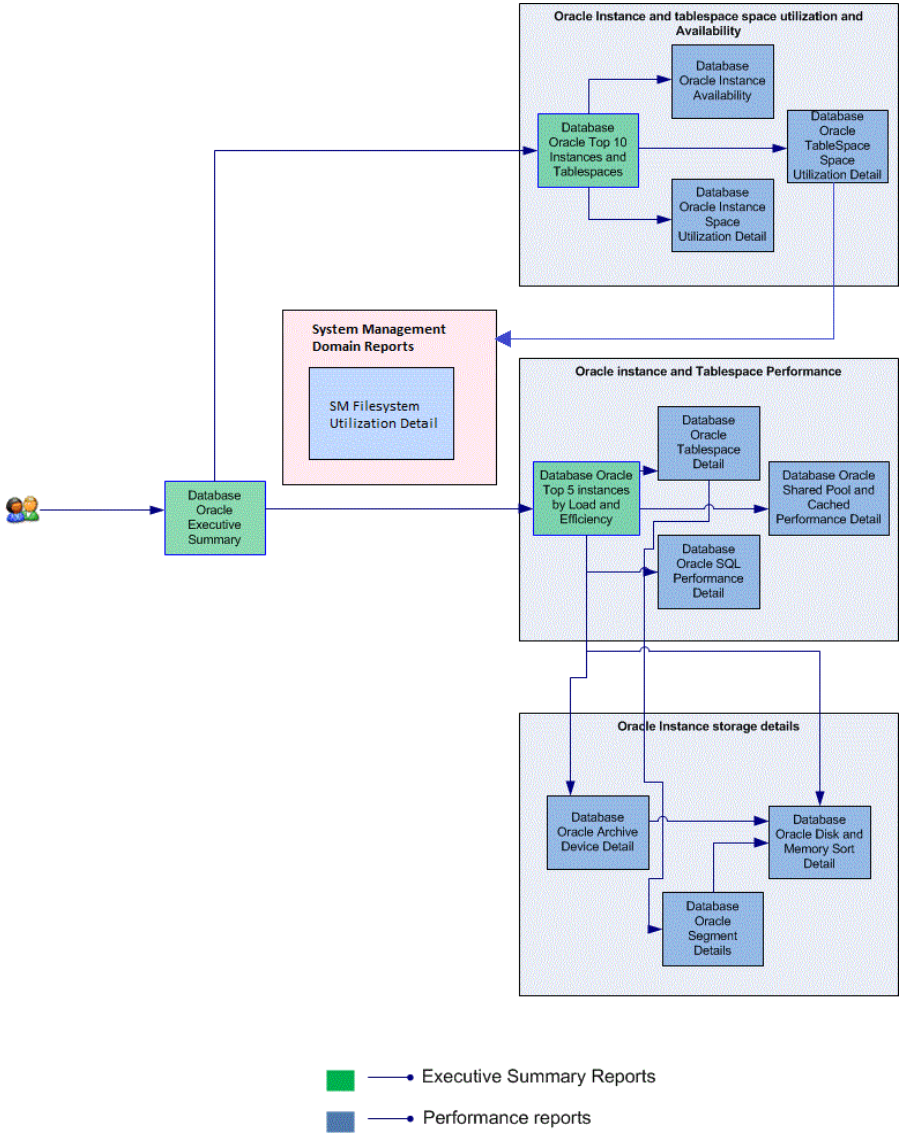 Oracle Instance and tablespace space utilization and
Availability
Database
Oracle Instance
Availability
Database
Oracle Top 10
Instances and
Tablespaces
Database
Oracle
TableSpace
Space
Utilization Detail
Database
Oracle Instance
Space
Utilization Detail
System Management
Domain Reports
SM Filesystem
Utilization Detail
Oracle instance and Tablespace Performance
Database
Oracle
Tablespace
Detail
Database Oracle
Top 5 instances
by Load and
Efficiency
Database Oracle
Shared Pool and
Cached
Performance Detail
Database
Oracle SQL
Performance
Detail
Database
Oracle
Executive
Summary
Oracle Instance storage details
Database
Oracle Archive
Device Detail
Database
Oracle Disk and
Memory Sort
Detail
Database
Oracle
Segment
Details
Executive Summary Reports
Performance reports